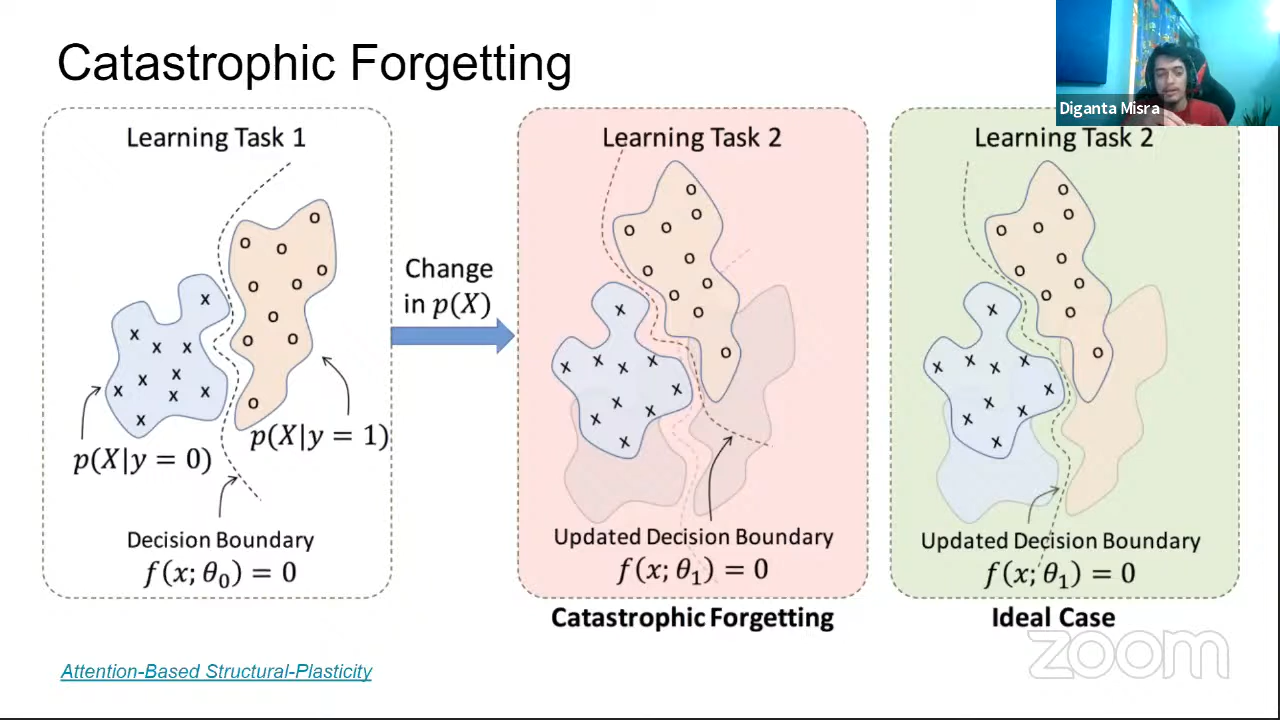 Catastrophic Forgetting
Diganta Misra
Learning Task 1
p(X|y = 0)
p(X|y = 1)
Decision Boundary
f(x; θ₀) = 0
Change
in p(X)
Learning Task 2
Updated Decision Boundary
f(x; θ₁) = 0
Catastrophic Forgetting
Learning Task 2
Updated Decision Boundary
f(x; θ₁) = 0
Ideal Case
Attention-Based Structural-Plasticity
zoom